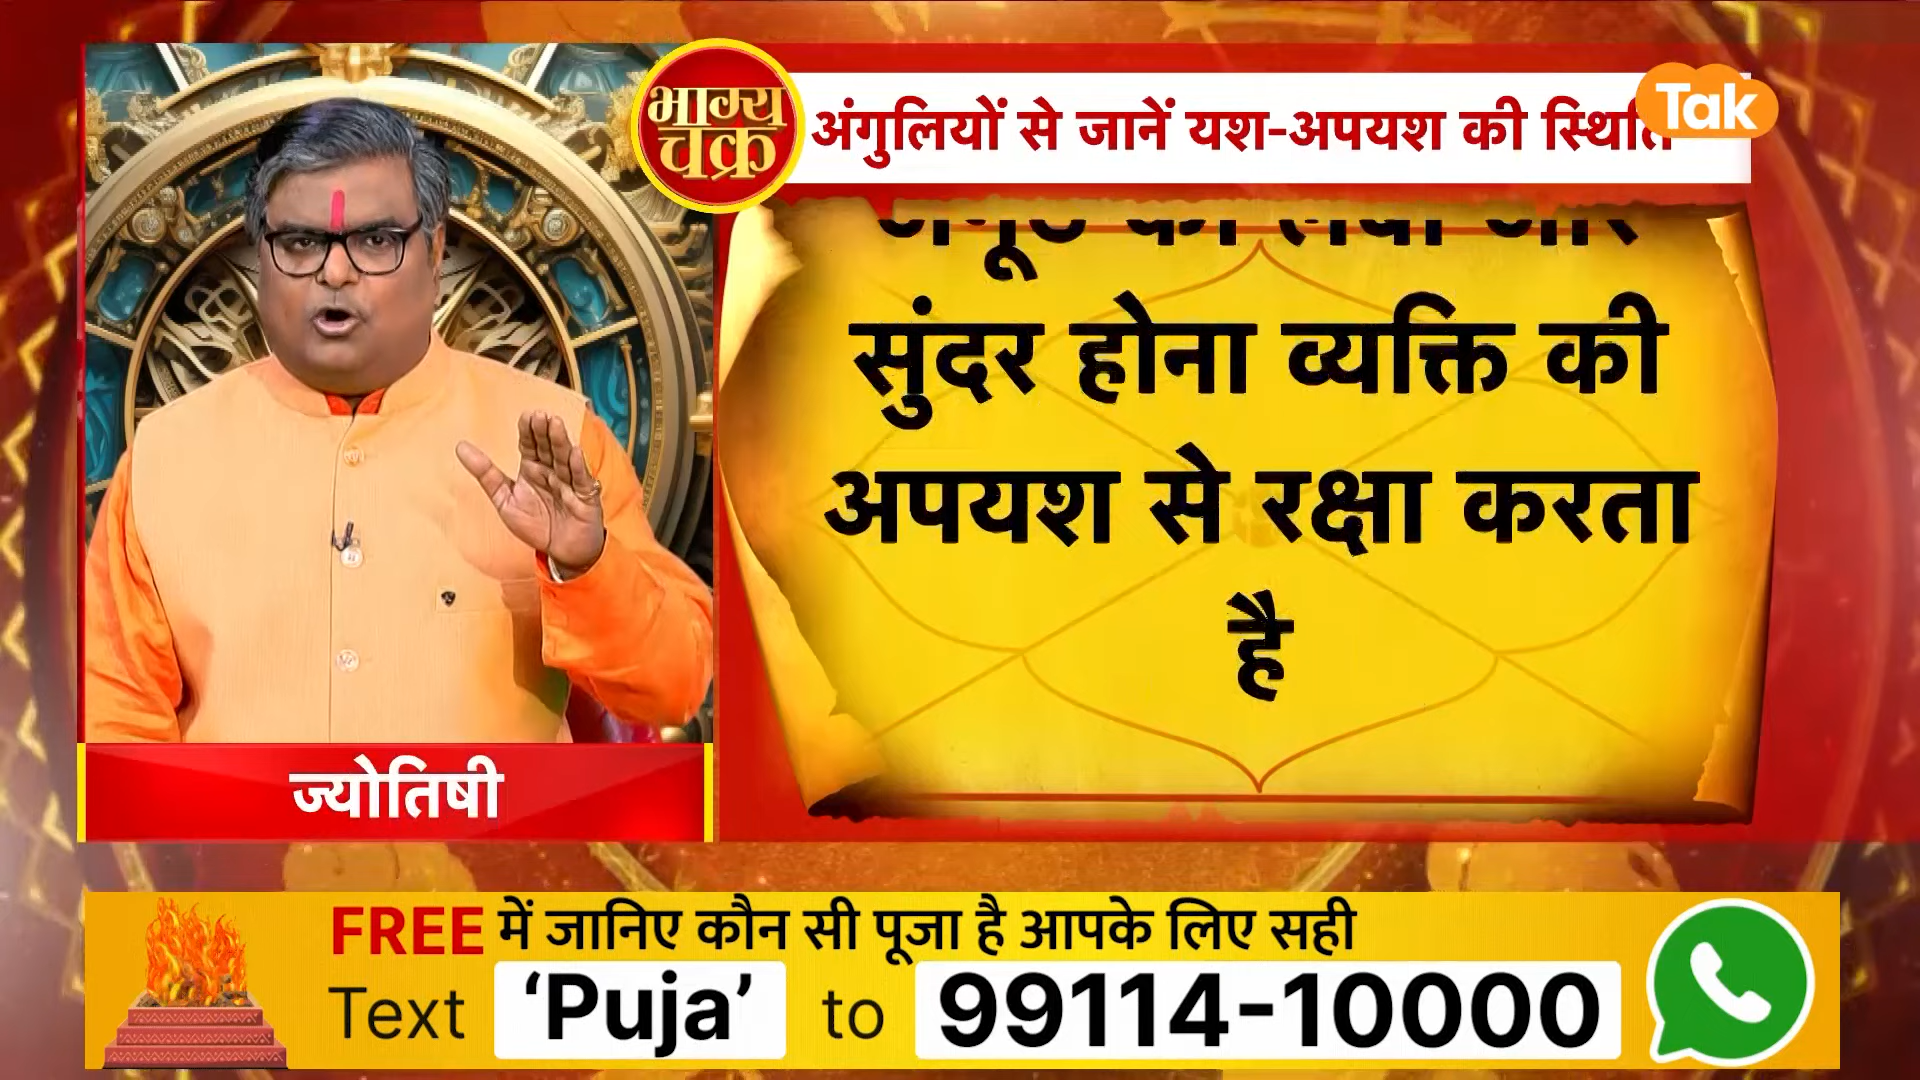 भाग्य
चक्र
अंगुलियों से जानें यश-अपयश की
Tak
सुंदर होना व्यक्ति की
अपयश से रक्षा करता
है
ज्योतिषी
FREE में जानिए कौन सी पूजा है आपके लिए सही
Text ‘Puja’ to 99114-10000